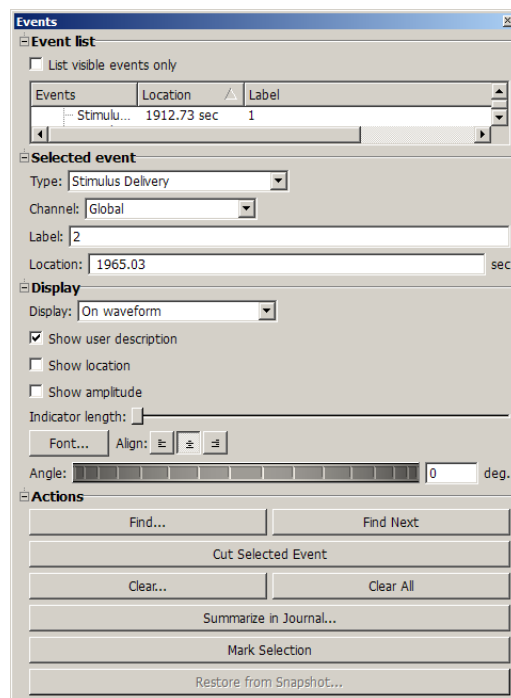 Events
Event list
List visible events only
Events Location Label
Stimulu... 1912.73 sec 1
Selected event
Type: Stimulus Delivery
Channel: Global
Label: 2
Location: 1965.03 sec
Display
Display: On waveform
Show user description
Show location
Show amplitude
Indicator length:
Font... Align:
Angle: 0 deg.
Actions
Find... Find Next
Cut Selected Event
Clear... Clear All
Summarize in Journal...
Mark Selection
Restore from Snapshot...